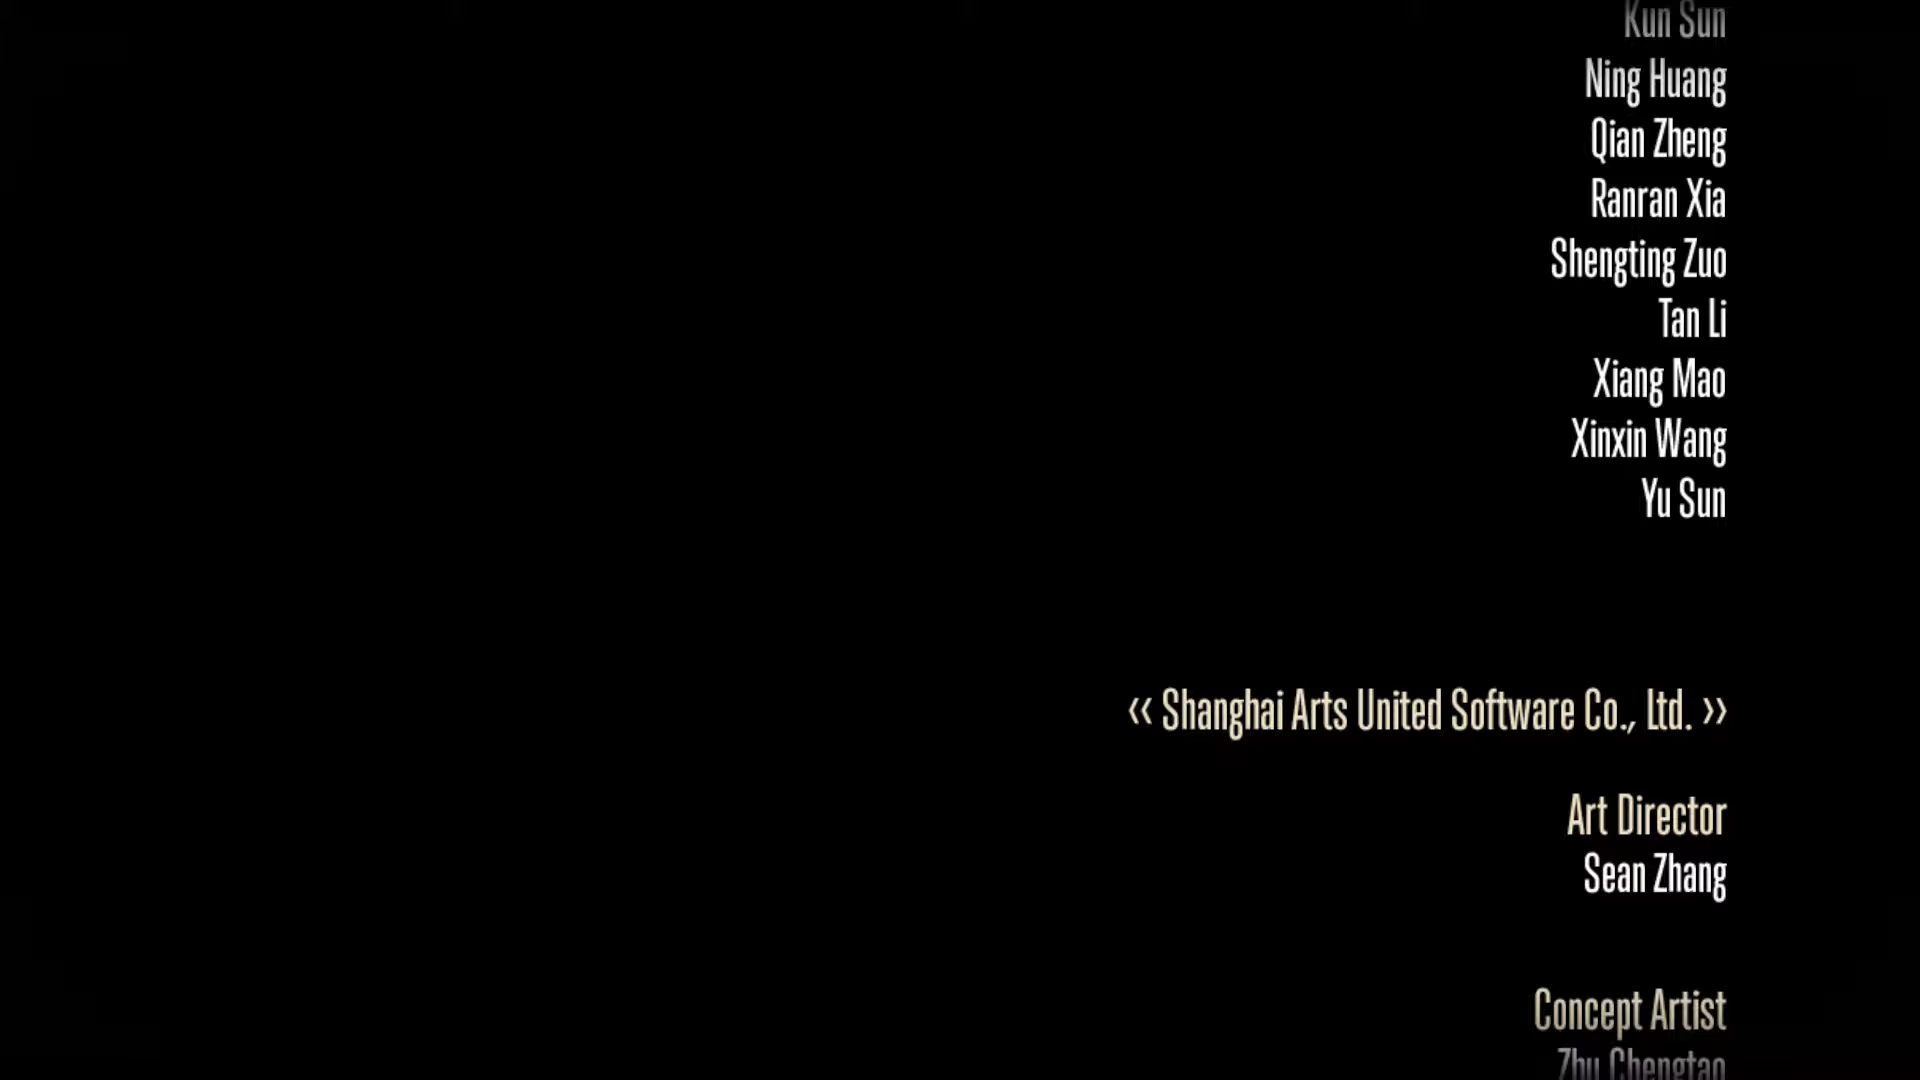 Kun Sun
Ning Huang
Qian Zheng
Ranran Xia
Shengting Zuo
Tan Li
Xiang Mao
Xinxin Wang
Yu Sun
‹‹ Shanghai Arts United Software Co., Ltd. ››
Art Director
Sean Zhang
Concept Artist
Zhu Chengtao